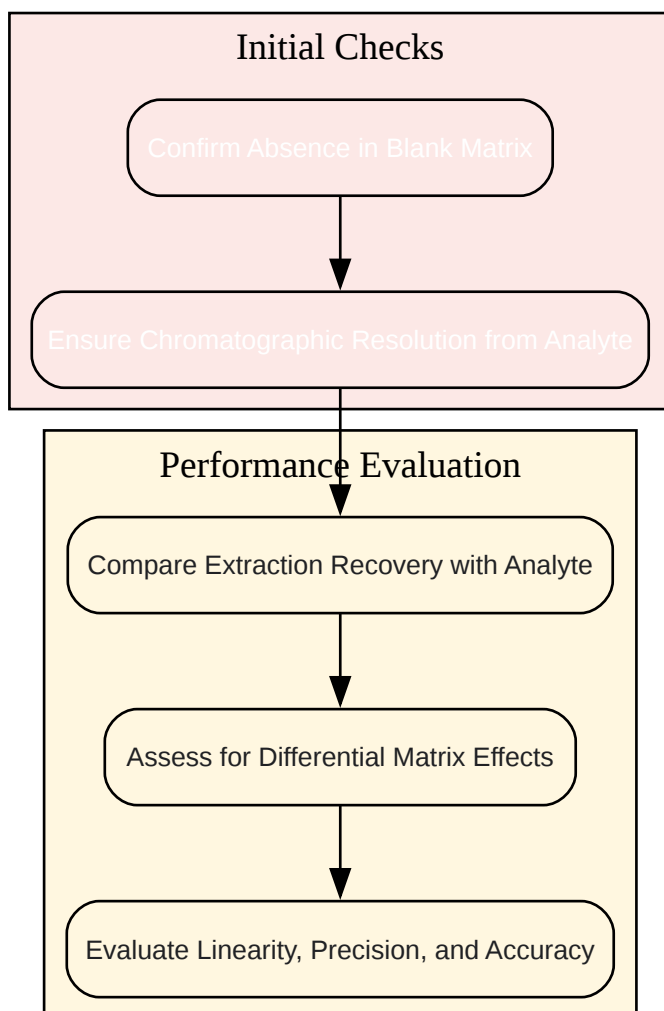 Initial Checks
Confirm Absence in Blank Matrix
Ensure Chromatographic Resolution from Analyte
Performance Evaluation
Compare Extraction Recovery with Analyte
Assess for Differential Matrix Effects
Evaluate Linearity, Precision, and Accuracy